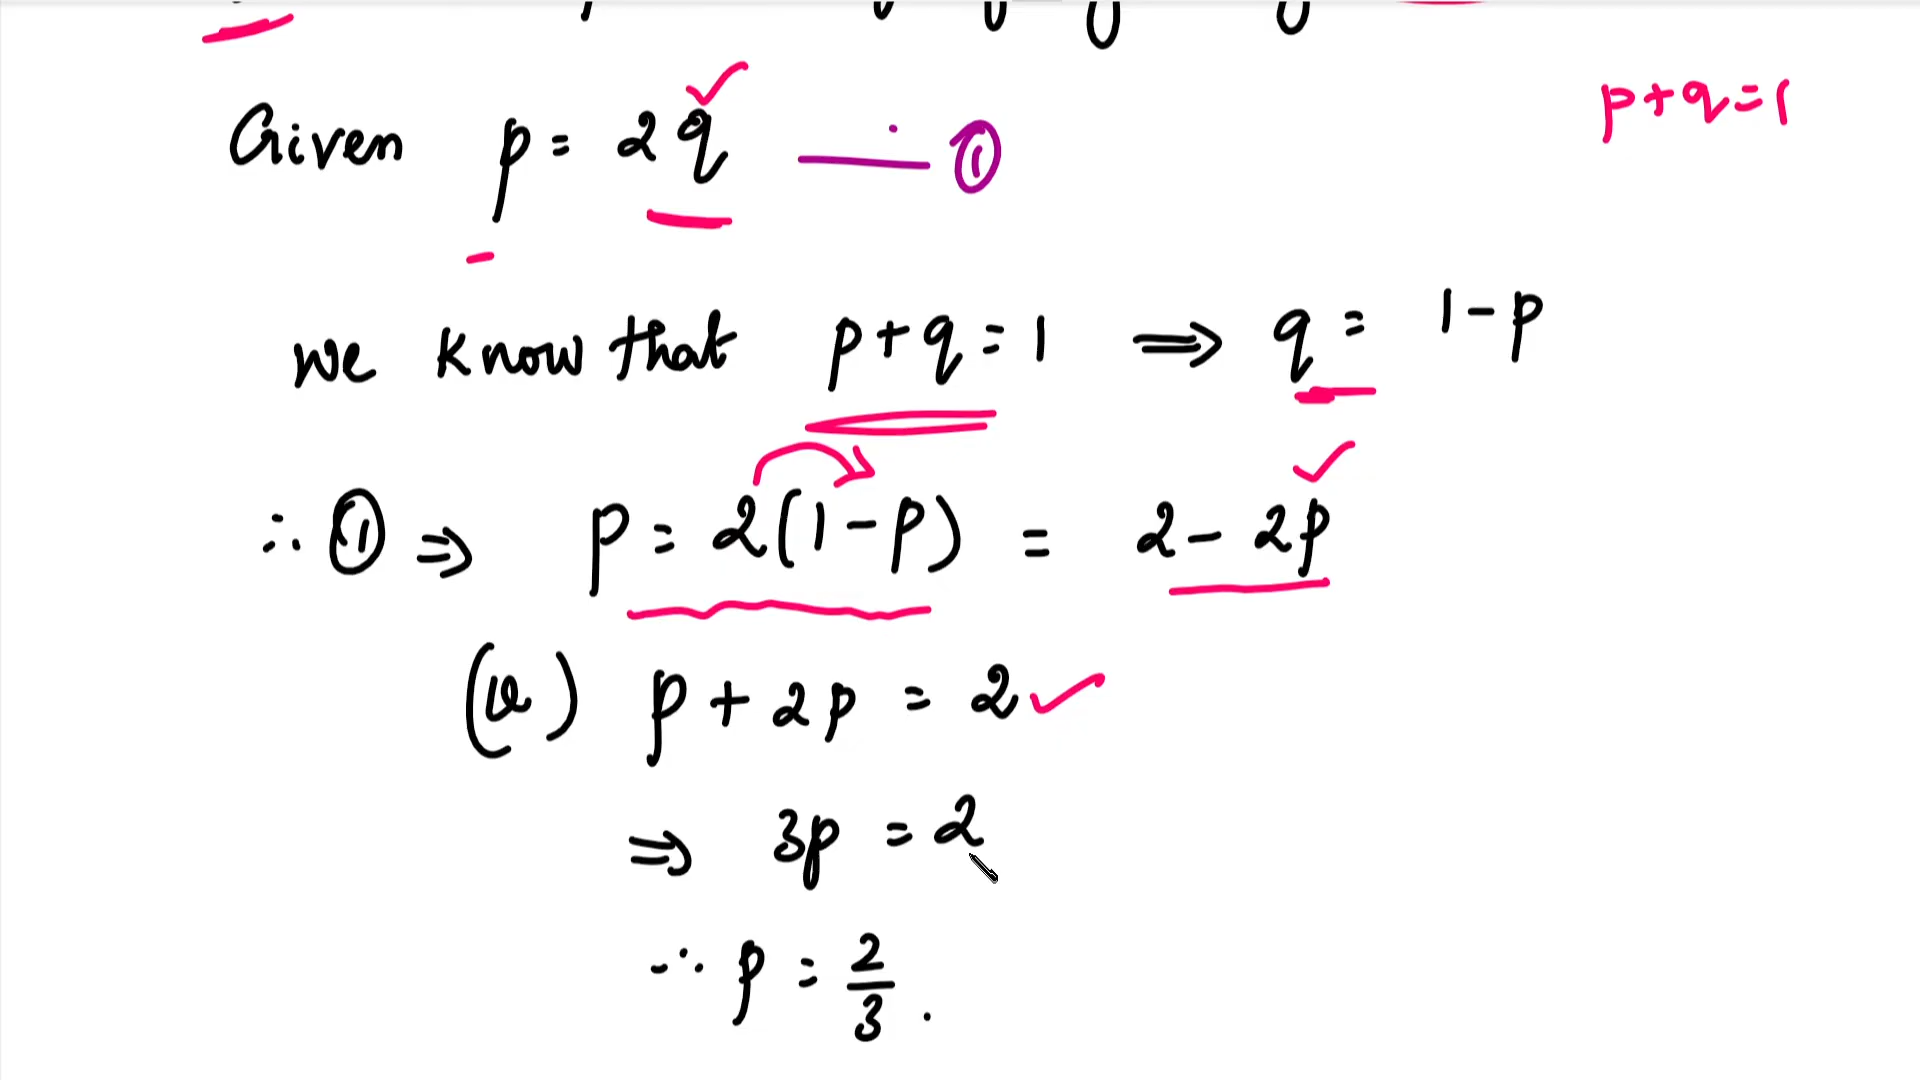 Given p = 2q —— ①
p+q=1
We know that p+q=1 ⟹ q = 1-p
∴ ① ⇒ p = 2(1-p) = 2-2p
(ie) p+2p = 2
⇒ 3p = 2
∴ p = 2/3 .